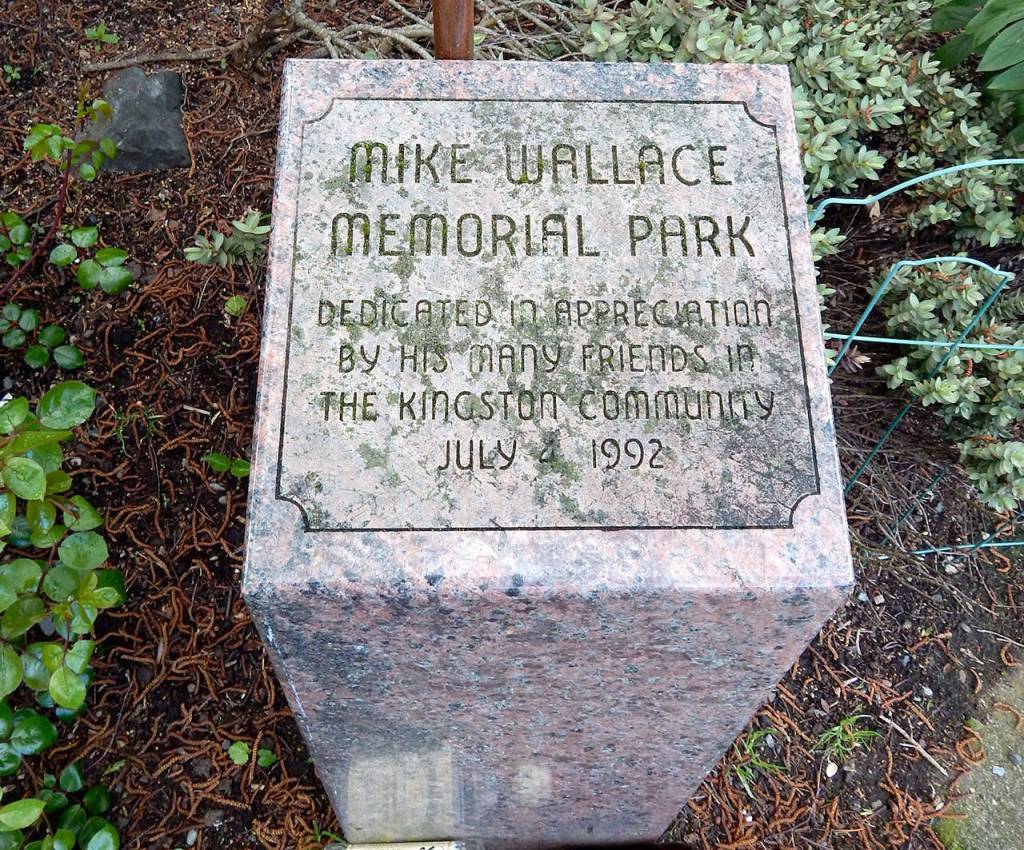 MIKE WALLACE
MEMORIAL PARK
DEDICATED IN APPRECIATION
BY HIS MANY FRIENDS IN
THE KINGSTON COMMUNITY
JULY 4 1992